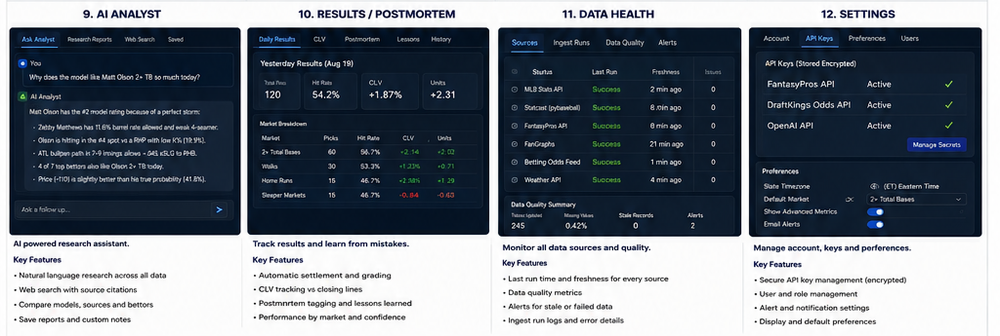 9. AI ANALYST
Ask Analyst Research Reports Web Search Saved
You
Why does the model like Matt Olson 2+ TB so much today?
AI Analyst
Matt Olson has the #2 model rating because of a perfect storm:
• Zebby Matthews has 11.6% barrel rate allowed and weak 4-seamer.
• Olson is hitting in the #4 spot vs a RHP with low K%
• ATL bullpen path in 7-9 innings allows
• 4 of 7 top bettors also like Olson 2+ TB today.
• Price (+110) is slightly better than his true probability (41.8%).
Ask a follow up...
AI powered research assistant.
Key Features
• Natural language research across all data
• Web search with source citations
• Compare models, sources and bettors
• Save reports and custom notes
10. RESULTS / POSTMORTEM
Daily Results CLV Postmortem Lessons History
Yesterday Results (Aug 19)
Hit Rate CLV Units
120 54.2% +1.87% +2.31
Market Breakdown
Market Picks Hit Rate CLV Units
2+ Total Bases 60 56.7% +2.14 +2.02
Walks 30 53.3% +1.23% +0.71
Home Runs 15 46.7% +1.29
Sleeper Markets 15 46.7% -0.84 -0.63
Track results and learn from mistakes.
Key Features
• Automatic settlement and grading
• CLV tracking vs closing lines
• Postmnrtem tagging and lessons learned
• Performance by market and confidence
11. DATA HEALTH
Sources Ingest Runs Data Quality Alerts
Status Last Run Freshness Issues
MLB Stats API Success 2 min ago 0
Statcast (pybaseball) Success 8 min ago 0
FantasyPros API Success 6 min ago 0
FanGraphs Success 21 min ago 0
Betting Odds Feed Success 1 min ago 0
Weather API Success 4 min ago 0
Data Quality Summary
Missing Values Stale Records Alerts
245 0.42% 0 2
Monitor all data sources and quality.
Key Features
• Last run time and freshness for every source
• Data quality metrics
• Alerts for stale or failed data
• Ingest run logs and error details
12. SETTINGS
Account API Keys Preferences Users
API Keys (Stored Encrypted)
FantasyPros API Active
DraftKings Odds API Active
OpenAI API Active
Manage Secrets
Preferences
Slate Timezone (ET) Eastern Time
Default Market 2+ Total Bases
Show Advanced Metrics
Email Alerts
Manage account, keys and perferences.
Key Features
• Secure API key management (encrypted)
• User and role management
• Alert and notification settings
• Display and default preferences